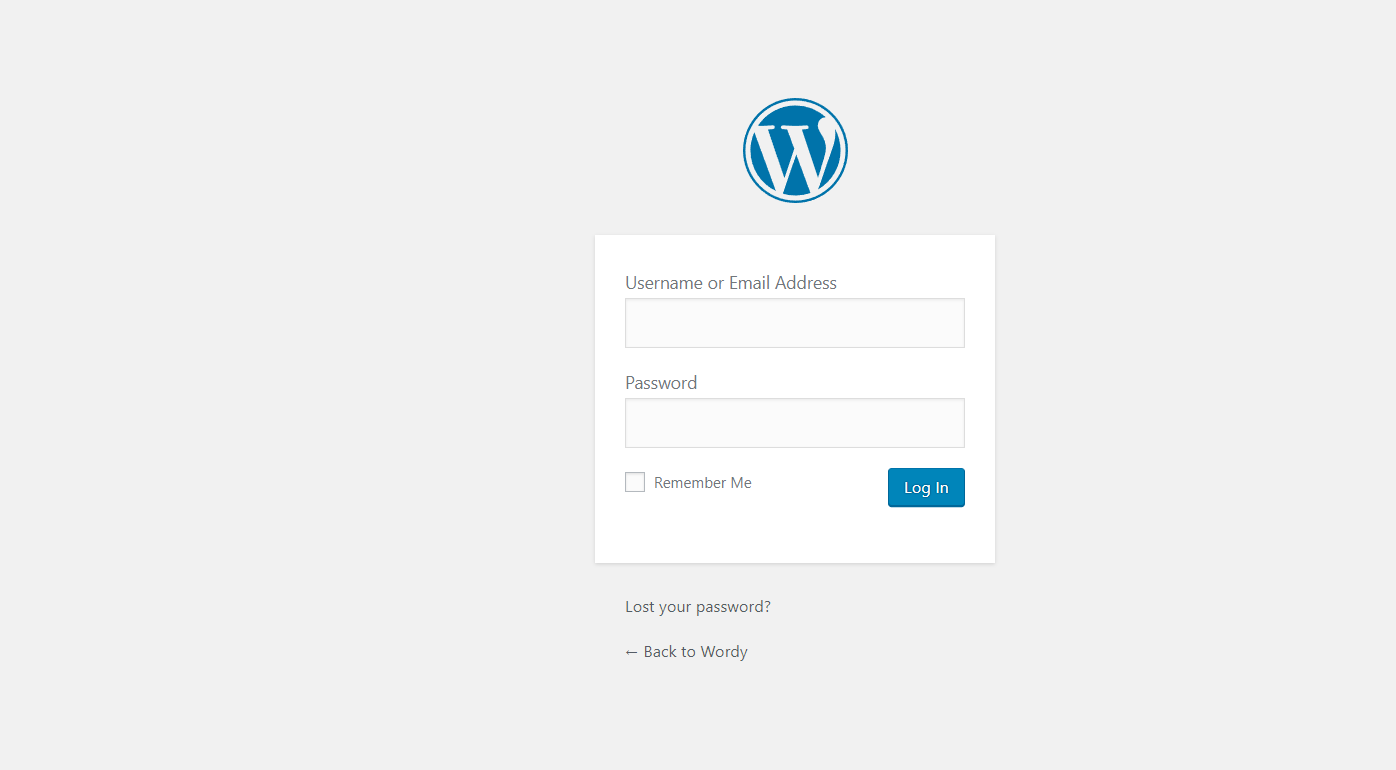 Username or Email Address
Password
Remember Me
Log In
Lost your password?
← Back to Wordy